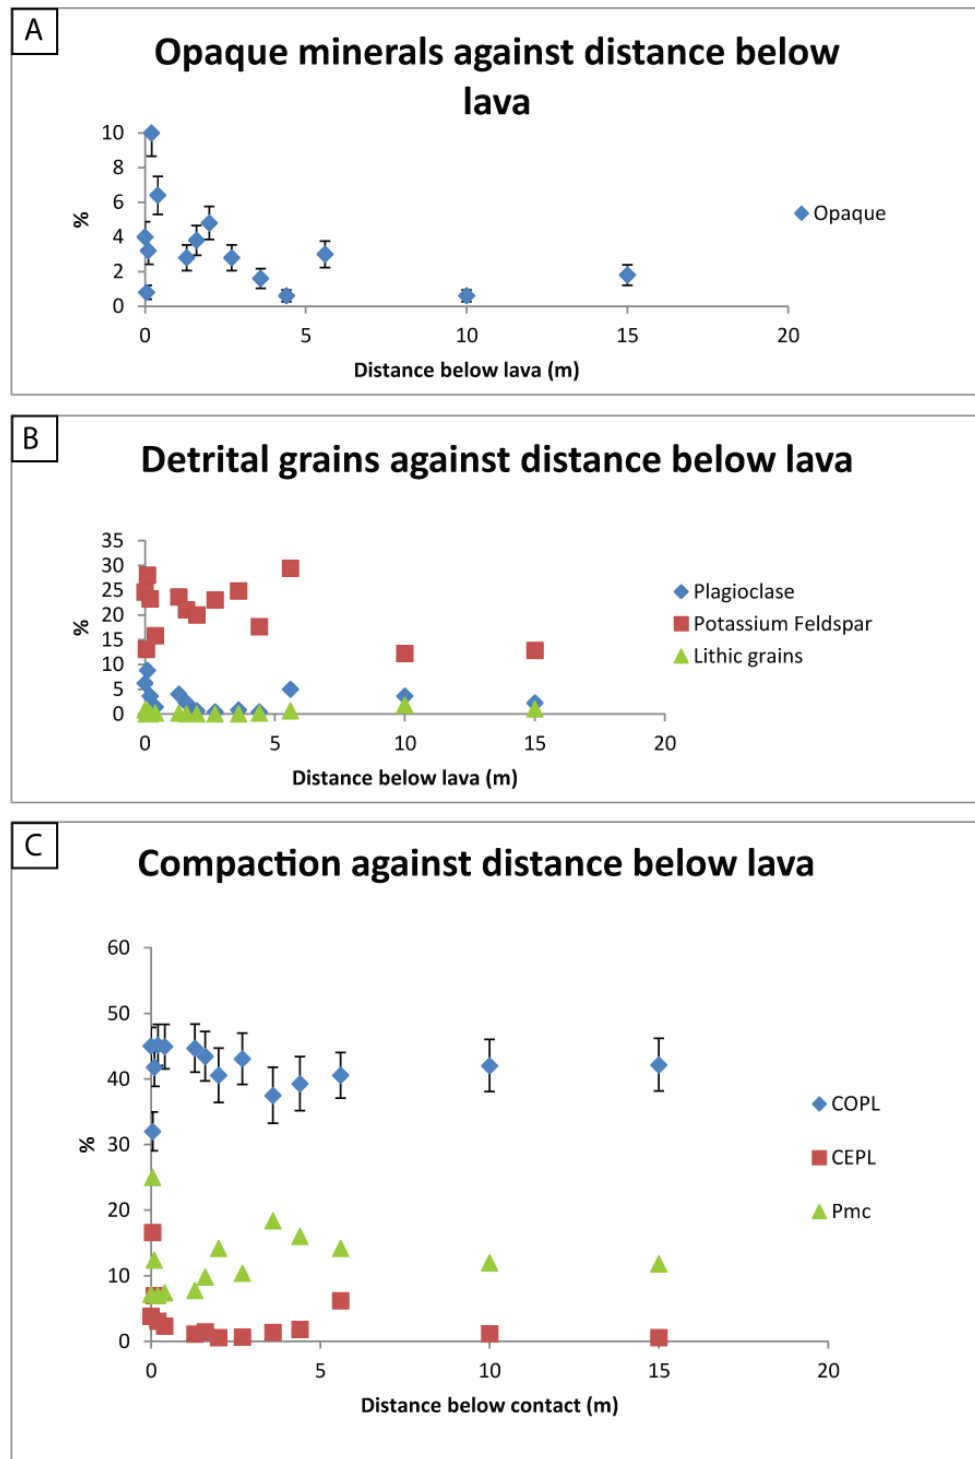 A
Opaque minerals against distance below
lava
10
8
6
4
2
0
%
0 5 10 15 20
Distance below lava (m)
Opaque
B
Detrital grains against distance below lava
35
30
25
20
15
10
5
0
%
0 5 10 15 20
Distance below lava (m)
Plagioclase
Potassium Feldspar
Lithic grains
C
Compaction against distance below lava
60
50
40
30
20
10
0
%
0 5 10 15 20
Distance below contact (m)
COPL
CEPL
Pmc